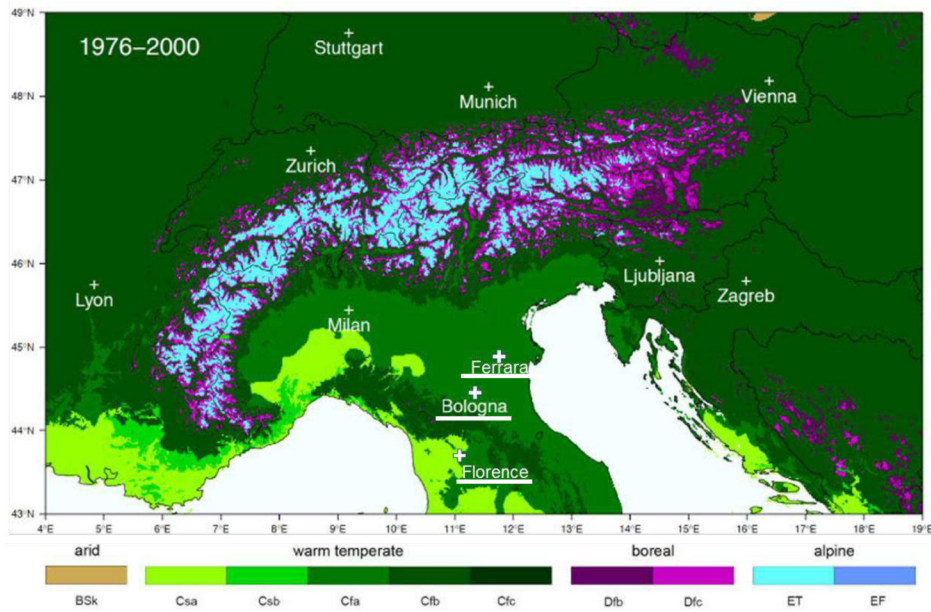 49°N
1976–2000
Stuttgart
48°N
Munich
Vienna
Zurich
47°N
46°N
Lyon
Ljubljana
Zagreb
Milan
45°N
Ferrara
Bologna
44°N
Florence
43°N
4°E 5°E 6°E 7°E 8°E 9°E 10°E 11°E 12°E 13°E 14°E 15°E 16°E 17°E 18°E 19°E
arid warm temperate boreal alpine
BSk Csa Csb Cfa Cfb Cfc Dfb Dfc ET EF